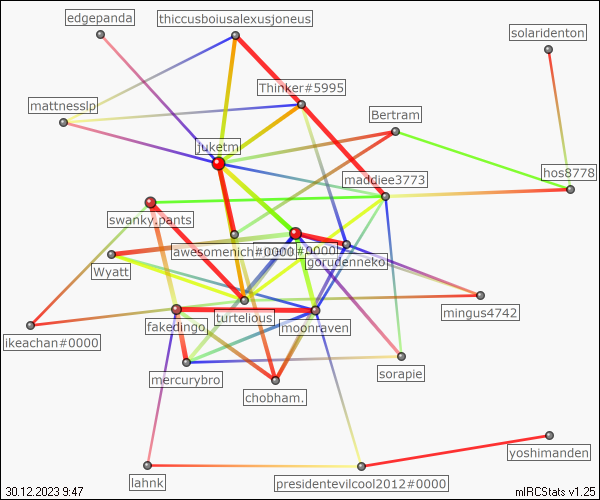 edgepanda
thiccusboiusalexusjoneus
solaridenton
Thinker#5995
mattnesslp
Bertram
juketm
maddiee3773
hos8778
swanky.pants
awesomenich#0000
#0000
gorudenneko
Wyatt
mingus4742
turtelious
fakedingo.
moonraven
ikeachan#0000
mercurybro
sorapie
chobham.
yoshimanden
lahnk
presidentevilcool2012#0000
30.12.2023 9:47
mIRCStats v1.25